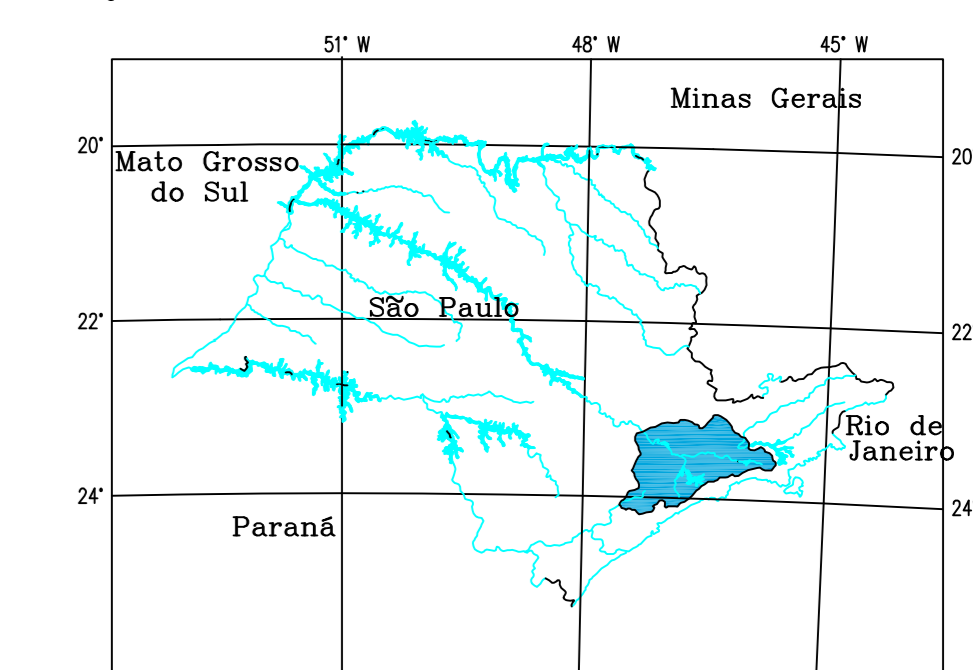 51° W 48° W 45° W
Minas Gerais
20° 20
Mato Grosso
do Sul
São Paulo
22° 22
Rio de
Janeiro
24° 24
Paraná